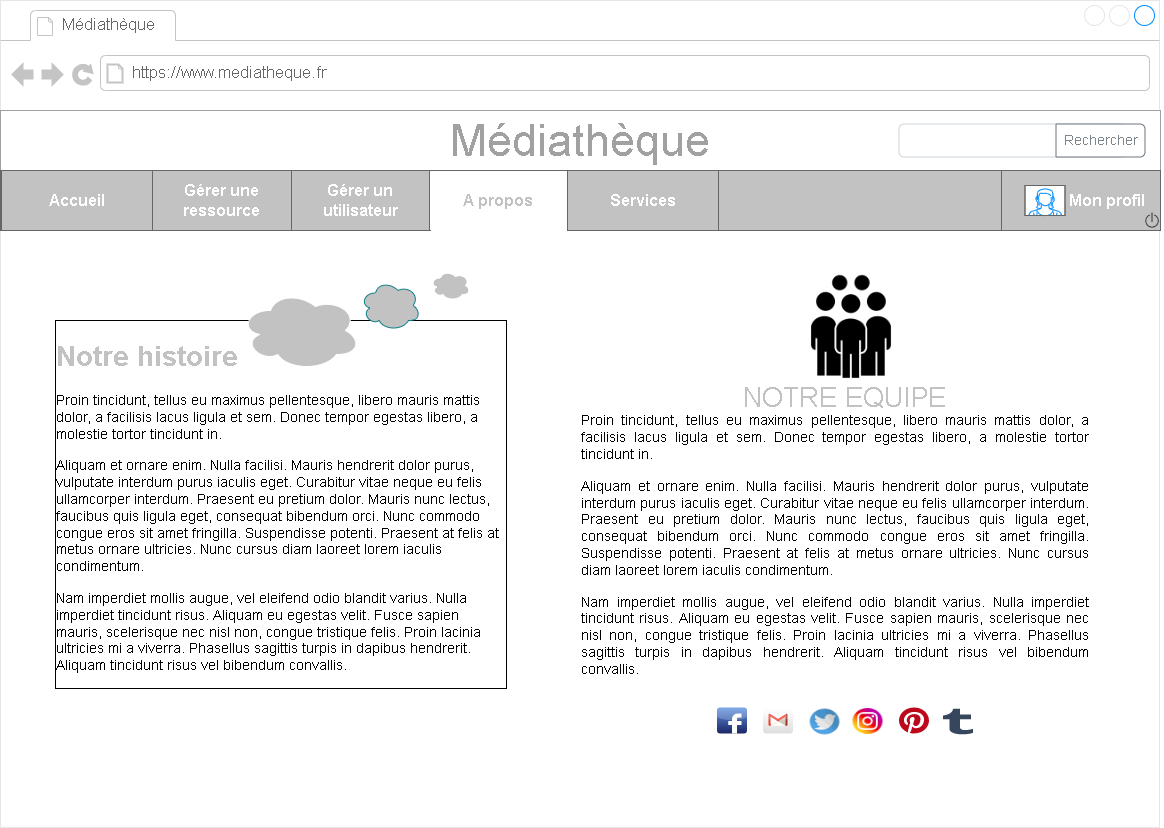 Médiathèque
https://www.mediatheque.fr
Médiathèque
Rechercher
Accueil
Gérer une
ressource
Gérer un
utilisateur
A propos
Services
Mon profil
Notre histoire
Proin tincidunt, tellus eu maximus pellentesque, libero mauris mattis
dolor, a facilisis lacus ligula et sem. Donec tempor egestas libero, a
molestie tortor tincidunt in.
Aliquam et ornare enim. Nulla facilisi. Mauris hendrerit dolor purus,
vulputate interdum purus iaculis eget. Curabitur vitae neque eu felis
ullamcorper interdum. Praesent eu pretium dolor. Mauris nunc lectus,
faucibus quis ligula eget, consequat bibendum orci. Nunc commodo
congue eros sit amet fringilla. Suspendisse potenti. Praesent at felis at
metus ornare ultricies. Nunc cursus diam laoreet lorem iaculis
condimentum.
Nam imperdiet mollis augue, vel eleifend odio blandit varius. Nulla
imperdiet tincidunt risus. Aliquam eu egestas velit. Fusce sapien
mauris, scelerisque nec nisl non, congue tristique felis. Proin lacinia
ultricies mi a viverra. Phasellus sagittis turpis in dapibus hendrerit.
Aliquam tincidunt risus vel bibendum convallis.
NOTRE EQUIPE
Proin tincidunt, tellus eu maximus pellentesque, libero mauris mattis dolor, a
facilisis lacus ligula et sem. Donec tempor egestas libero, a molestie tortor
tincidunt in.
Aliquam et ornare enim. Nulla facilisi. Mauris hendrerit dolor purus, vulputate
interdum purus iaculis eget. Curabitur vitae neque eu felis ullamcorper interdum.
Praesent eu pretium dolor. Mauris nunc lectus, faucibus quis ligula eget,
consequat bibendum orci. Nunc commodo congue eros sit amet fringilla.
Suspendisse potenti. Praesent at felis at metus ornare ultricies. Nunc cursus
diam laoreet lorem iaculis condimentum.
Nam imperdiet mollis augue, vel eleifend odio blandit varius. Nulla imperdiet
tincidunt risus. Aliquam eu egestas velit. Fusce sapien mauris, scelerisque nec
nisl non, congue tristique felis. Proin lacinia ultricies mi a viverra. Phasellus
sagittis turpis in dapibus hendrerit. Aliquam tincidunt risus vel bibendum
convallis.